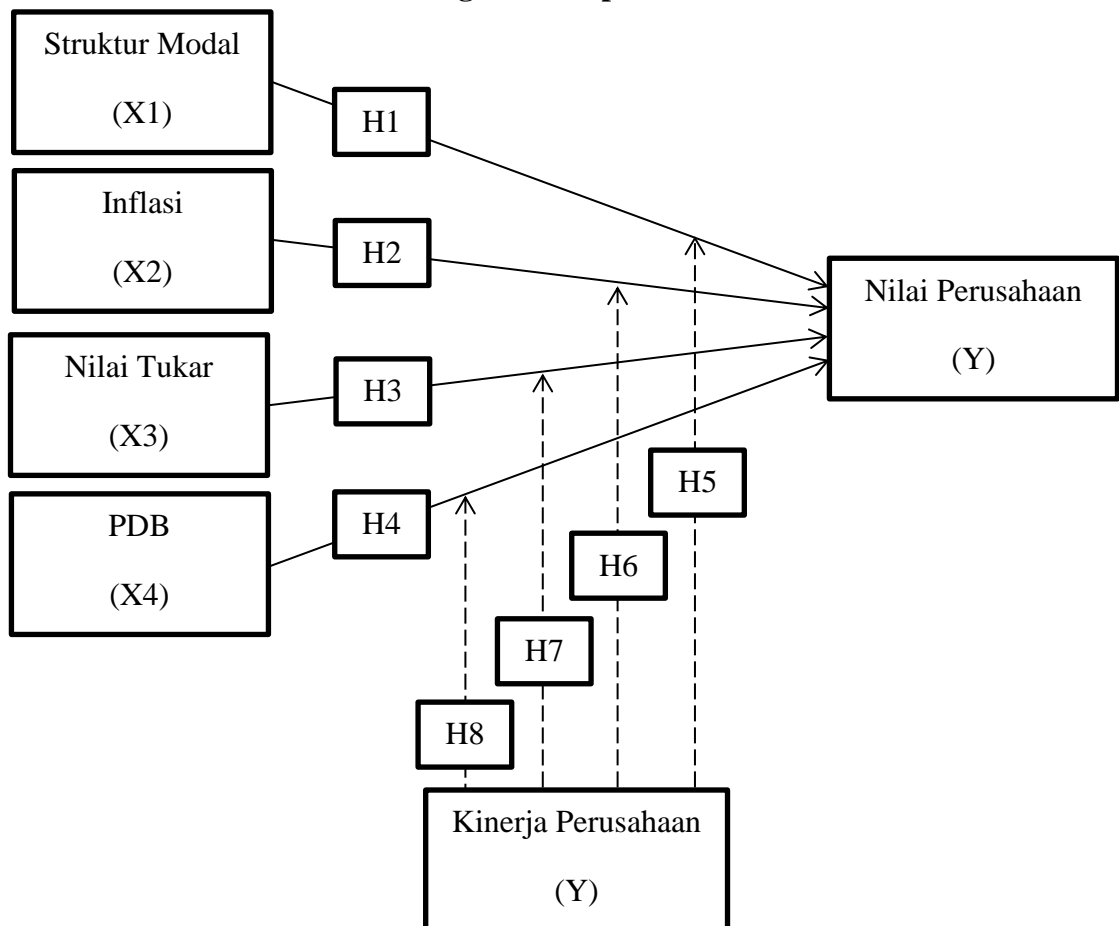 Struktur Modal
(X1)
H1
Inflasi
(X2)
H2
Nilai Perusahaan
(Y)
Nilai Tukar
(X3)
H3
H5
PDB
(X4)
H4
H6
H7
H8
Kinerja Perusahaan
(Y)